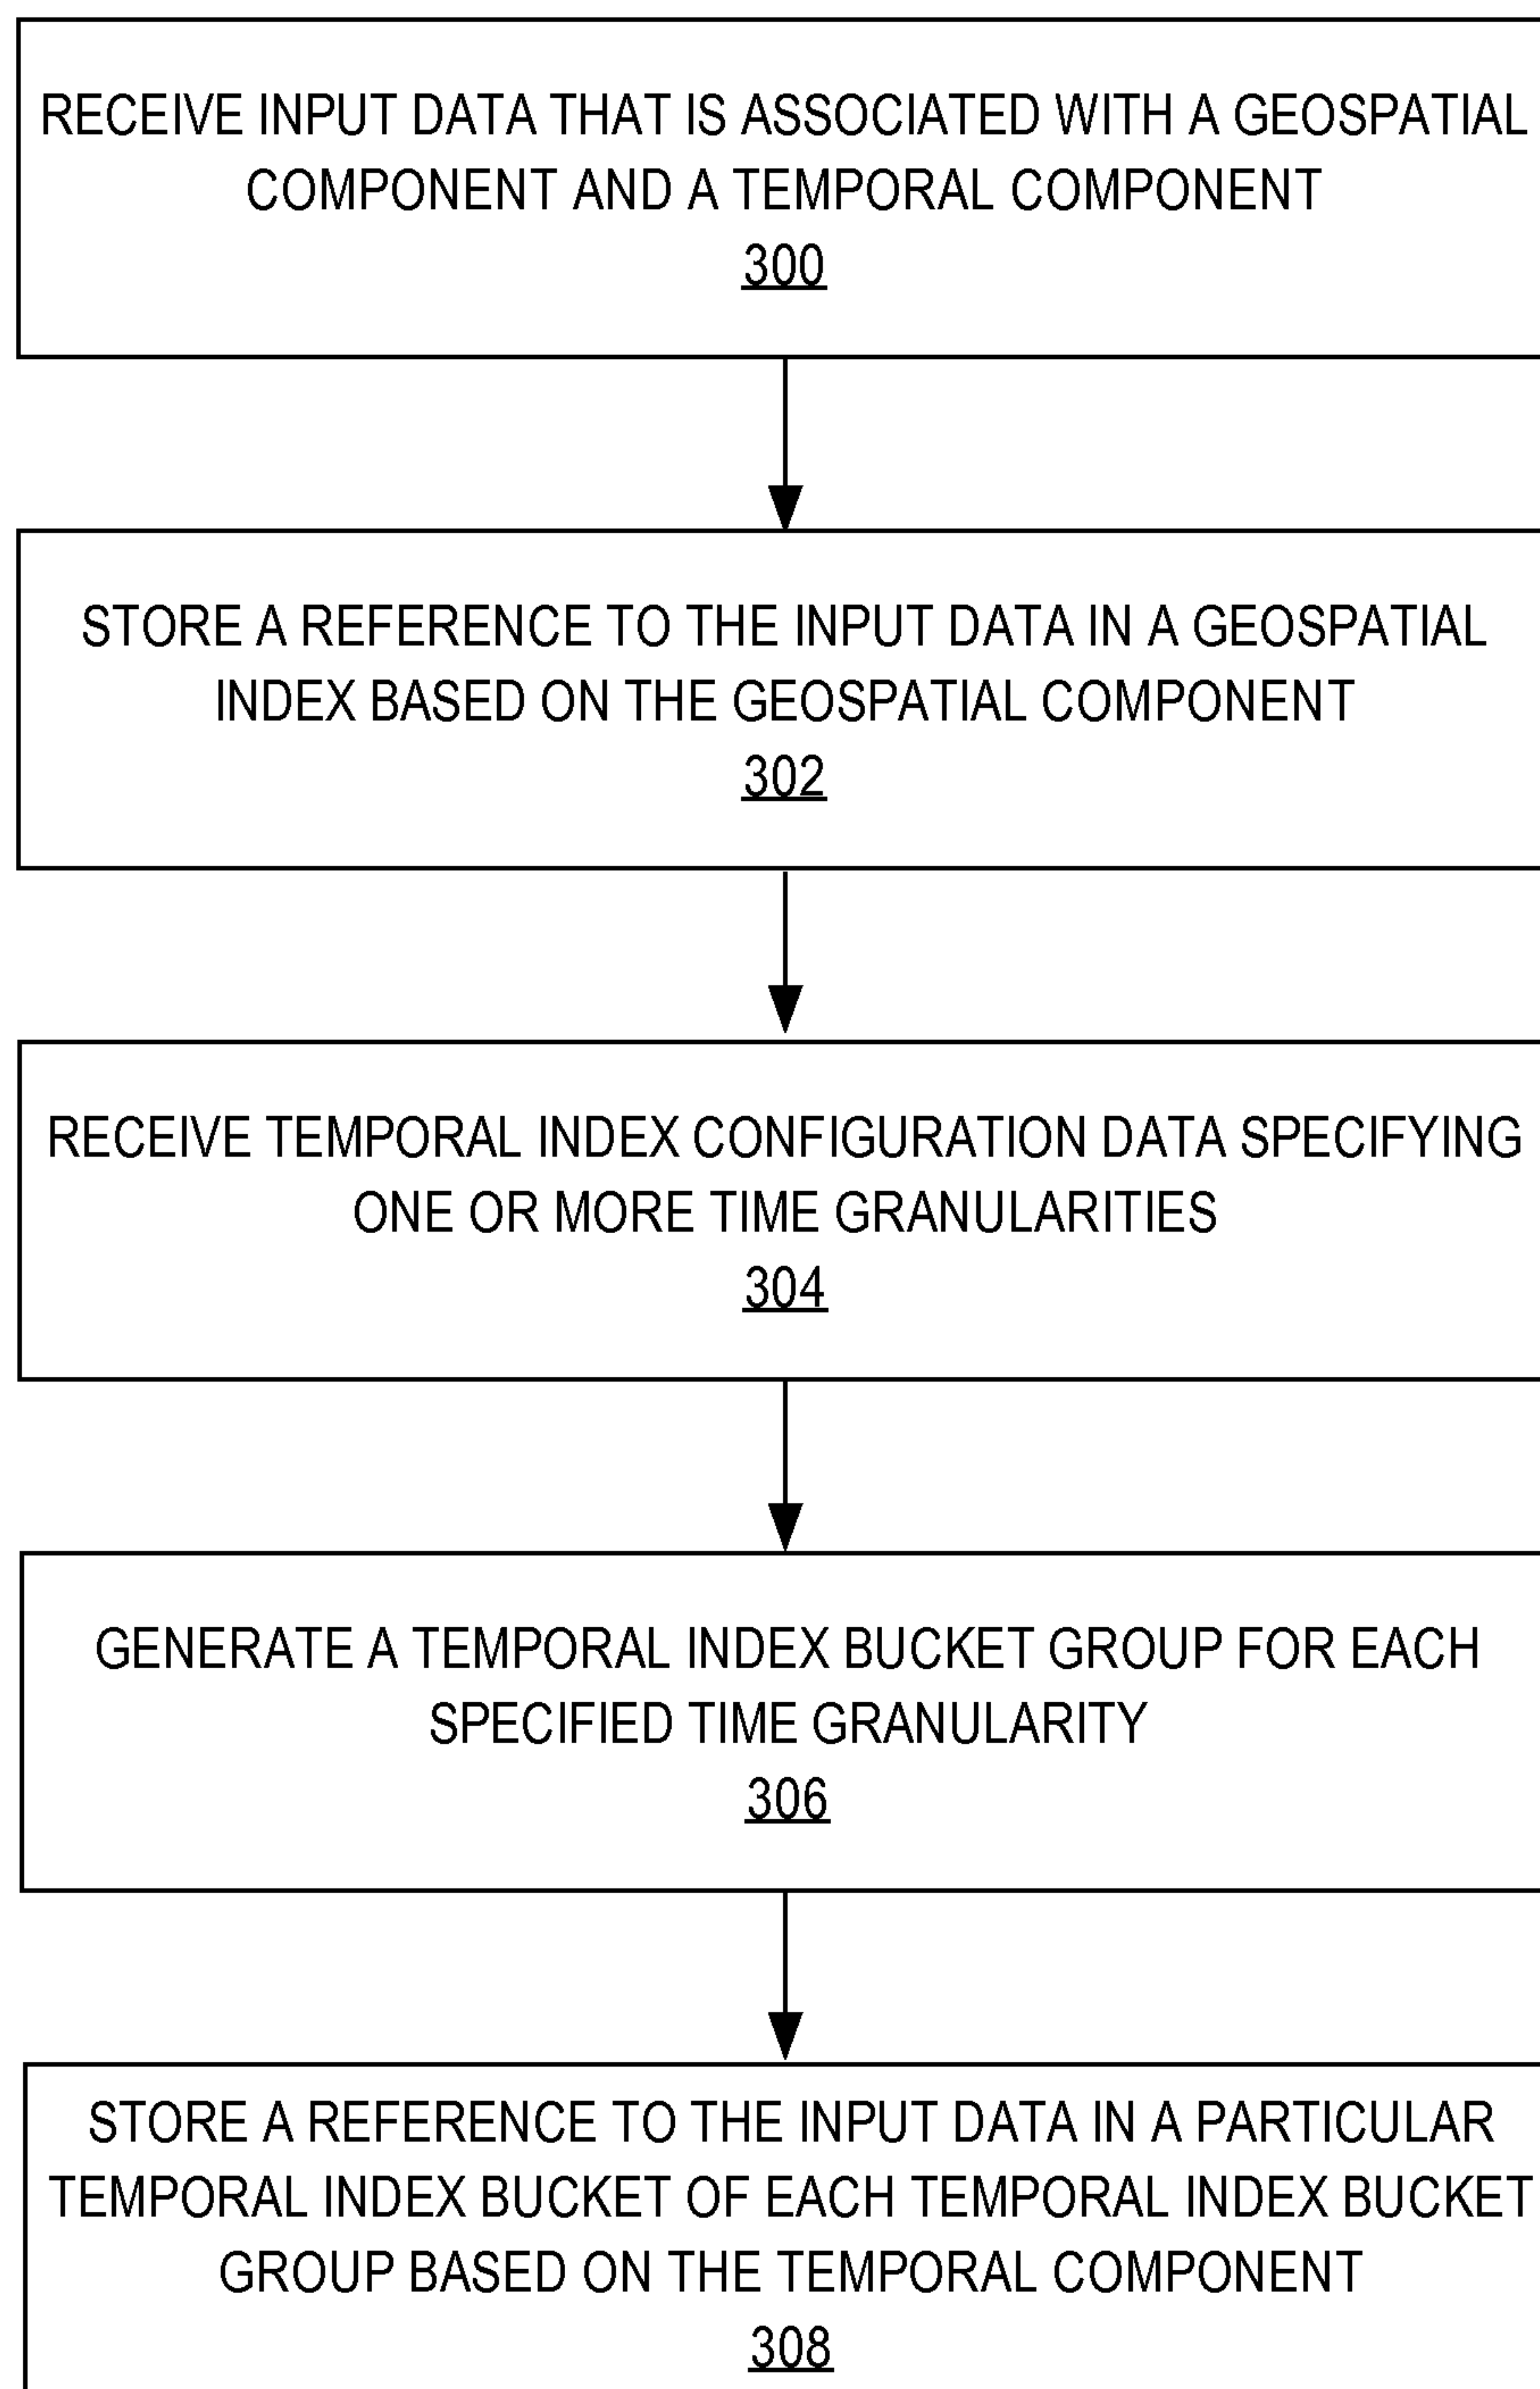 RECEIVE INPUT DATA THAT IS ASSOCIATED WITH A GEOSPATIAL
COMPONENT AND A TEMPORAL COMPONENT
300
STORE A REFERENCE TO THE INPUT DATA IN A GEOSPATIAL
INDEX BASED ON THE GEOSPATIAL COMPONENT
302
RECEIVE TEMPORAL INDEX CONFIGURATION DATA SPECIFYING
ONE OR MORE TIME GRANULARITIES
304
GENERATE A TEMPORAL INDEX BUCKET GROUP FOR EACH
SPECIFIED TIME GRANULARITY
306
STORE A REFERENCE TO THE INPUT DATA IN A PARTICULAR
TEMPORAL INDEX BUCKET OF EACH TEMPORAL INDEX BUCKET
GROUP BASED ON THE TEMPORAL COMPONENT
308